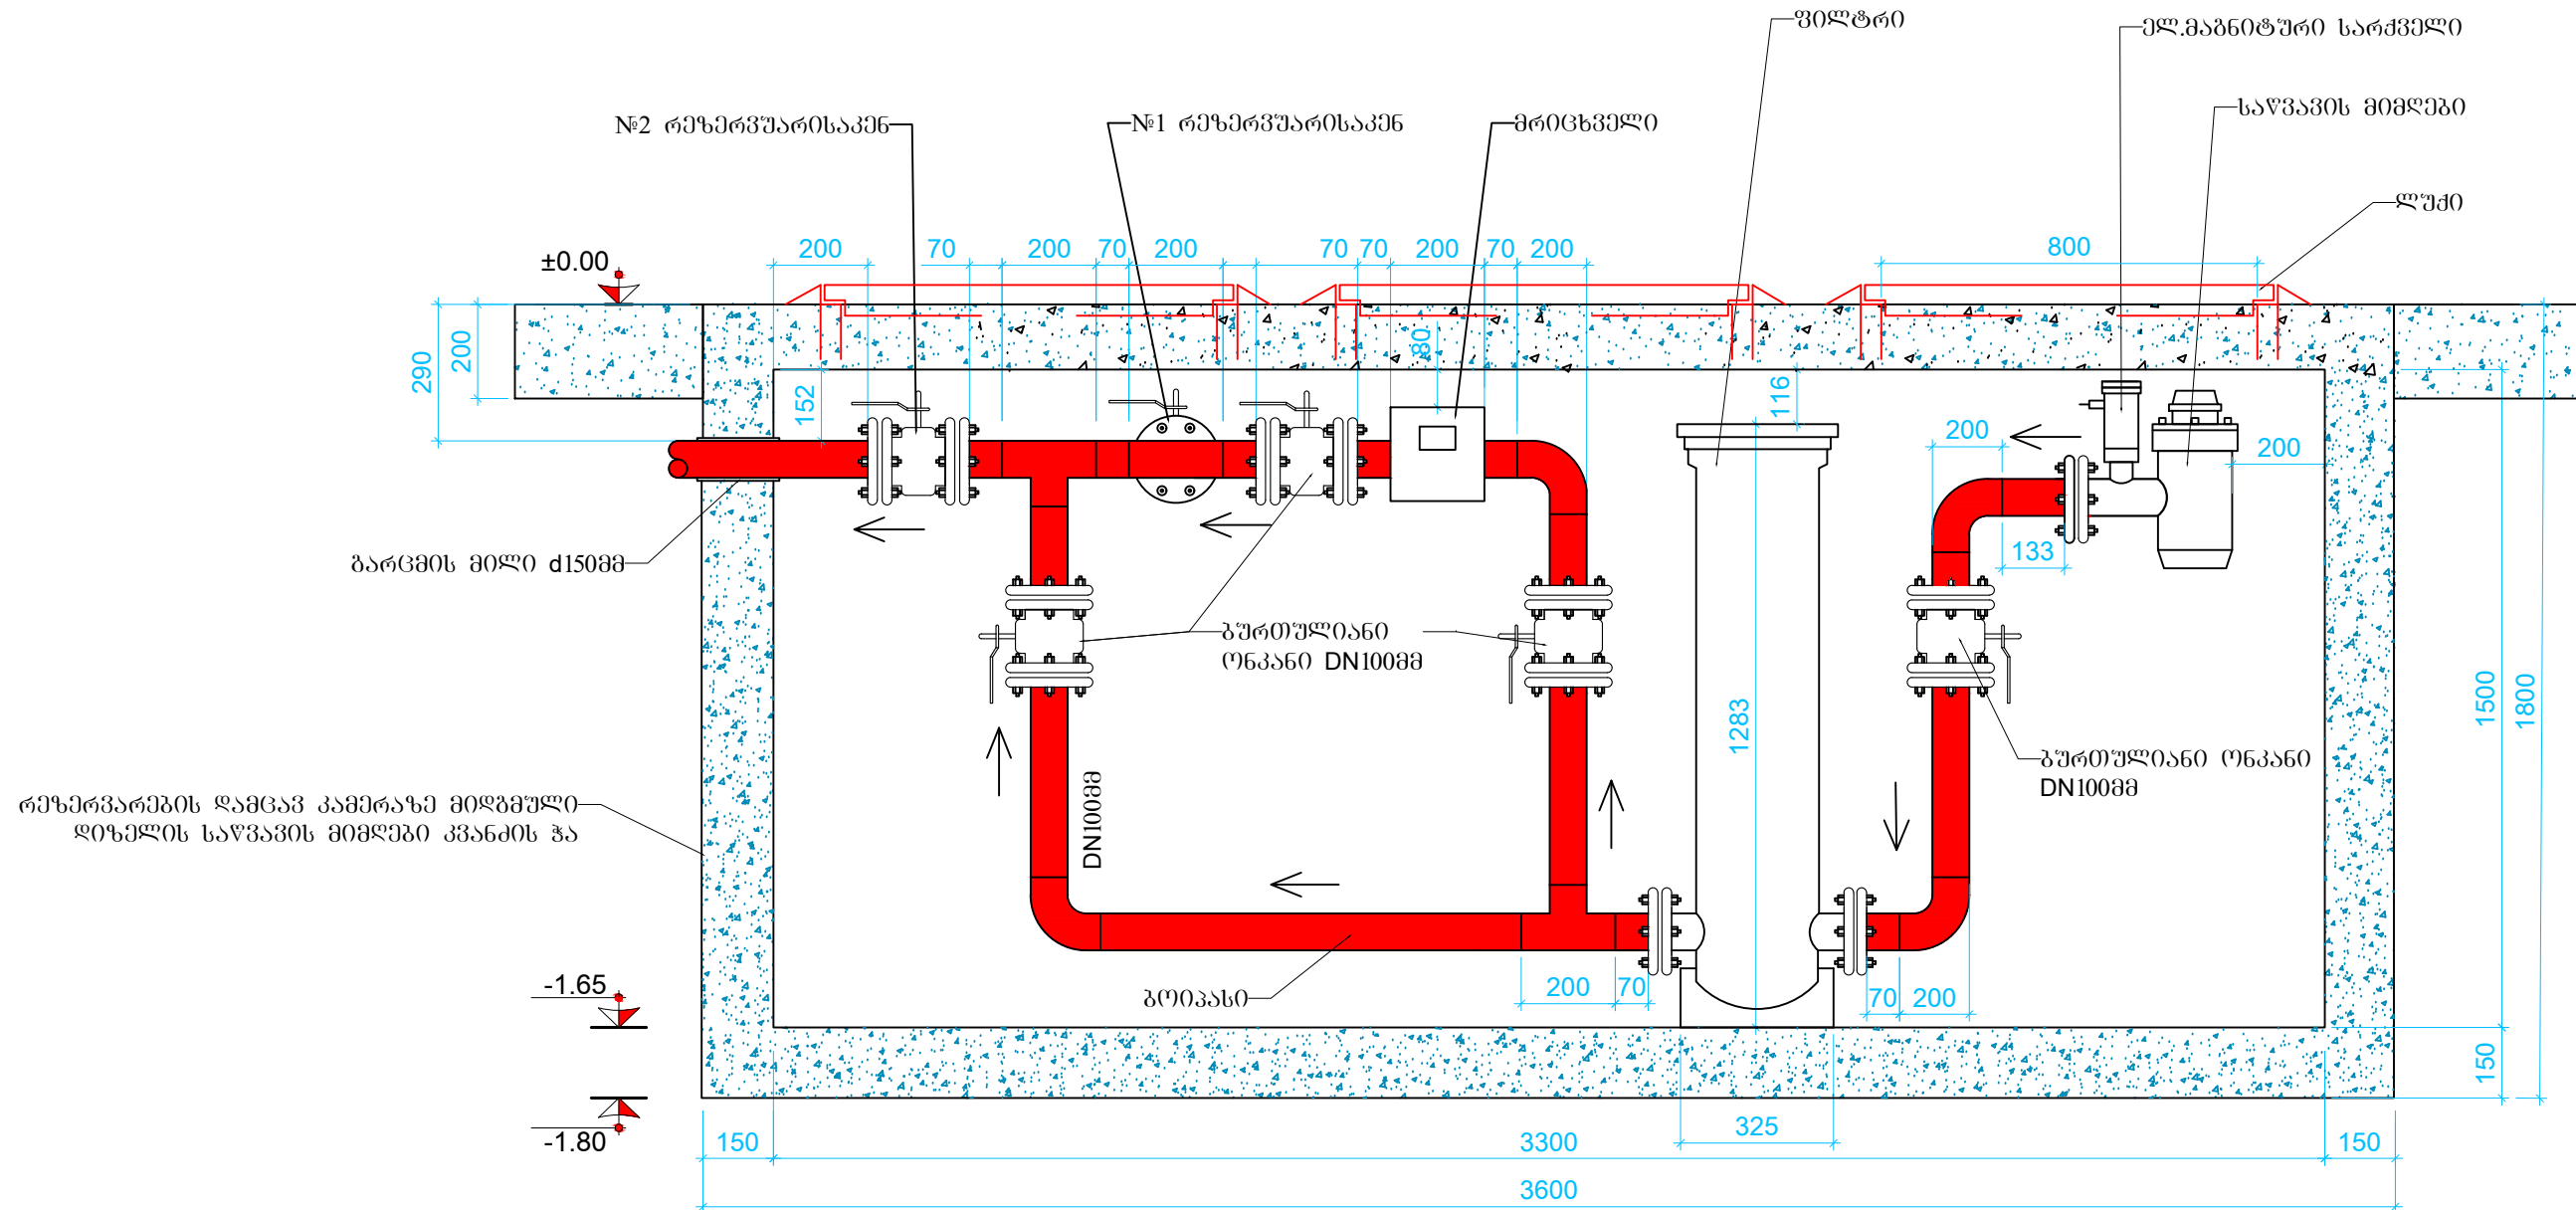 ფილტრი
ელ.მაგნიტური სარქველი
№2 რეზერვუარისაკენ
№1 რეზერვუარისაკენ
მრიცხველი
საწვავის მიმღები
ლუქი
±0.00
200
70
200
70
200
70
70
200
70
200
800
290
200
152
80
116
200
200
133
გარცმის მილი d150მმ
ბურთულიანი
ონკანი DN100მმ
1283
1500
1800
ბურთულიანი ონკანი
DN100მმ
DN100მმ
რეზერვარების დამცავ კამერაზე მიდგმული
დიზელის საწვავის მიმღები კვანძის ჭა
-1.65
ბოიპასი
200
70
70
200
150
-1.80
150
3300
325
150
3600